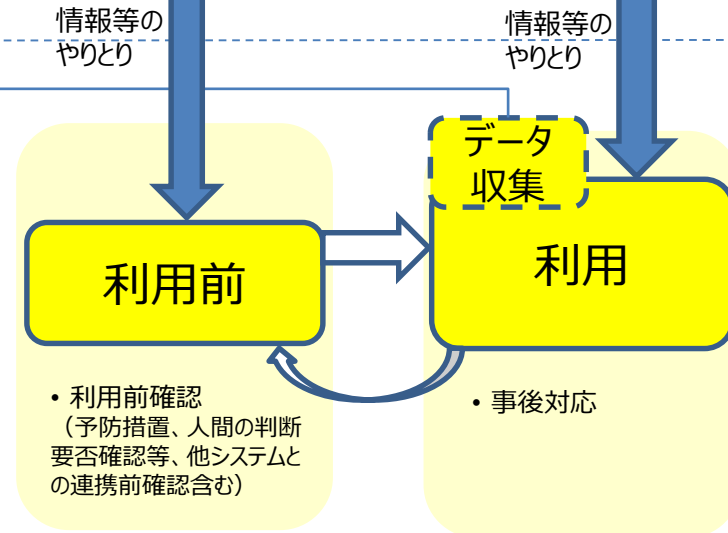 情報等の
やりとり
情報等の
やりとり
データ
収集
利用前
利用
• 利用前確認
（予防措置、人間の判断
要否確認等、他システムと
の連携前確認含む）
• 事後対応